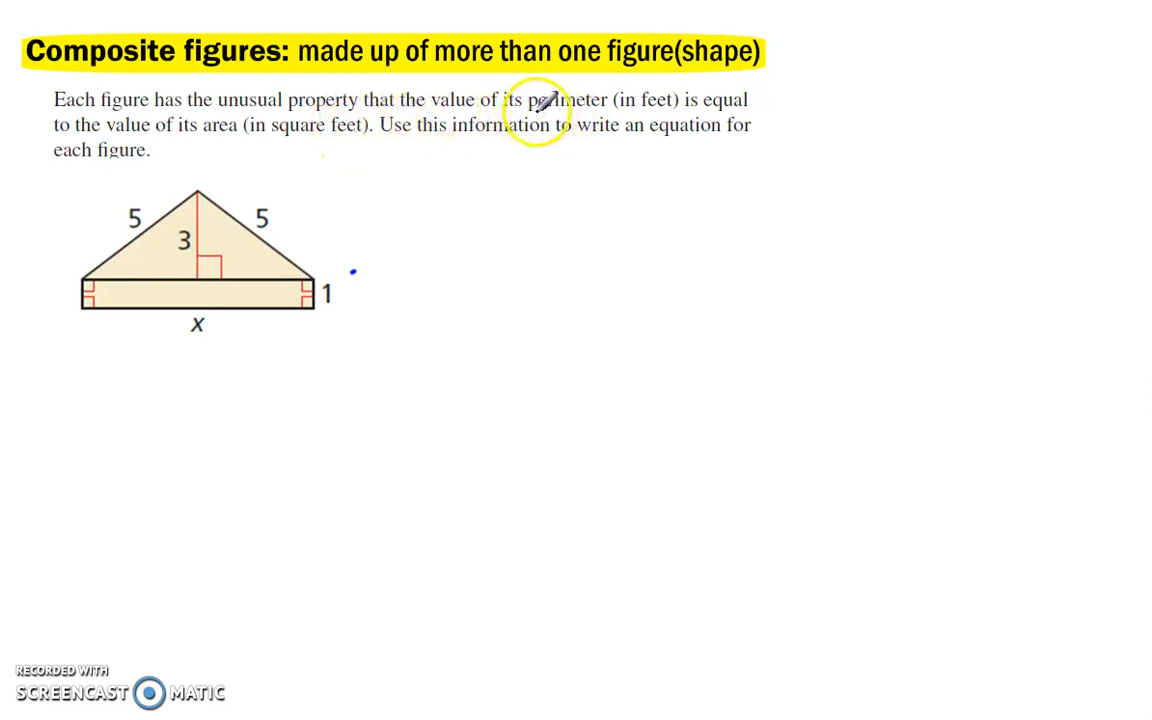 Composite figures: made up of more than one figure(shape)
Each figure has the unusual property that the value of its perimeter (in feet) is equal
to the value of its area (in square feet). Use this information to write an equation for
each figure.
5
5
3
1
x
RECORDED WITH
SCREENCAST MATIC